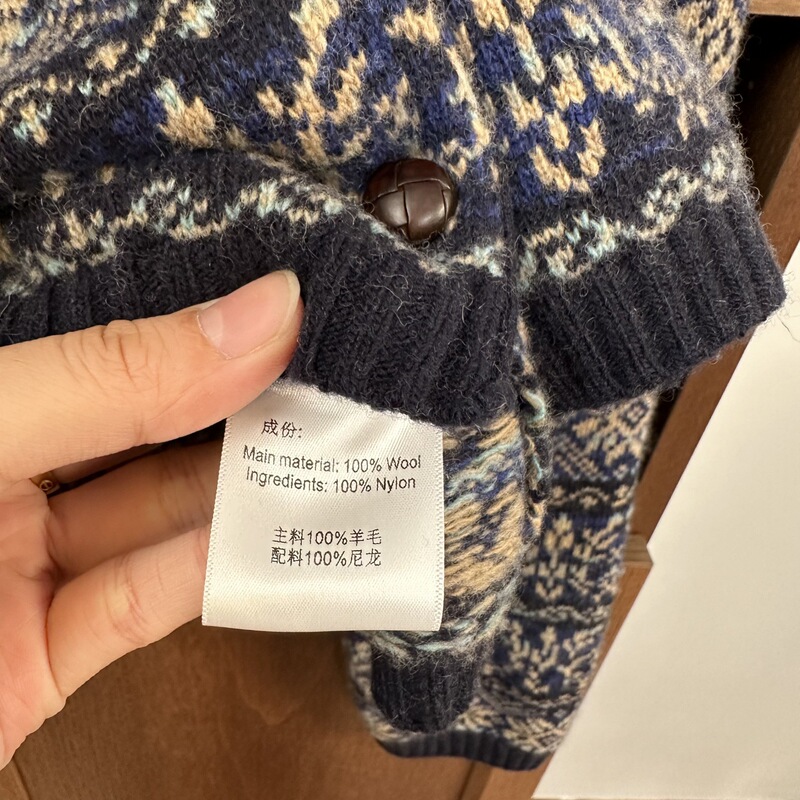 成份:
Main material: 100% Wool
Ingredients: 100% Nylon
主料100%羊毛
配料100%尼龙